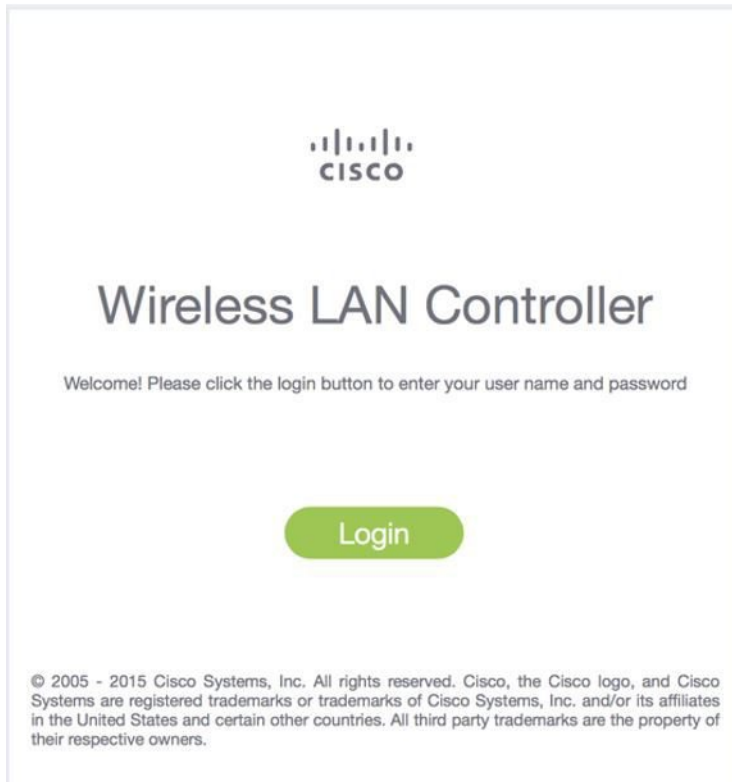 CISCO
Wireless LAN Controller
Welcome! Please click the login button to enter your user name and password
Login
© 2005 - 2015 Cisco Systems, Inc. All rights reserved. Cisco, the Cisco logo, and Cisco
Systems are registered trademarks or trademarks of Cisco Systems, Inc. and/or its affiliates
in the United States and certain other countries. All third party trademarks are the property of
their respective owners.